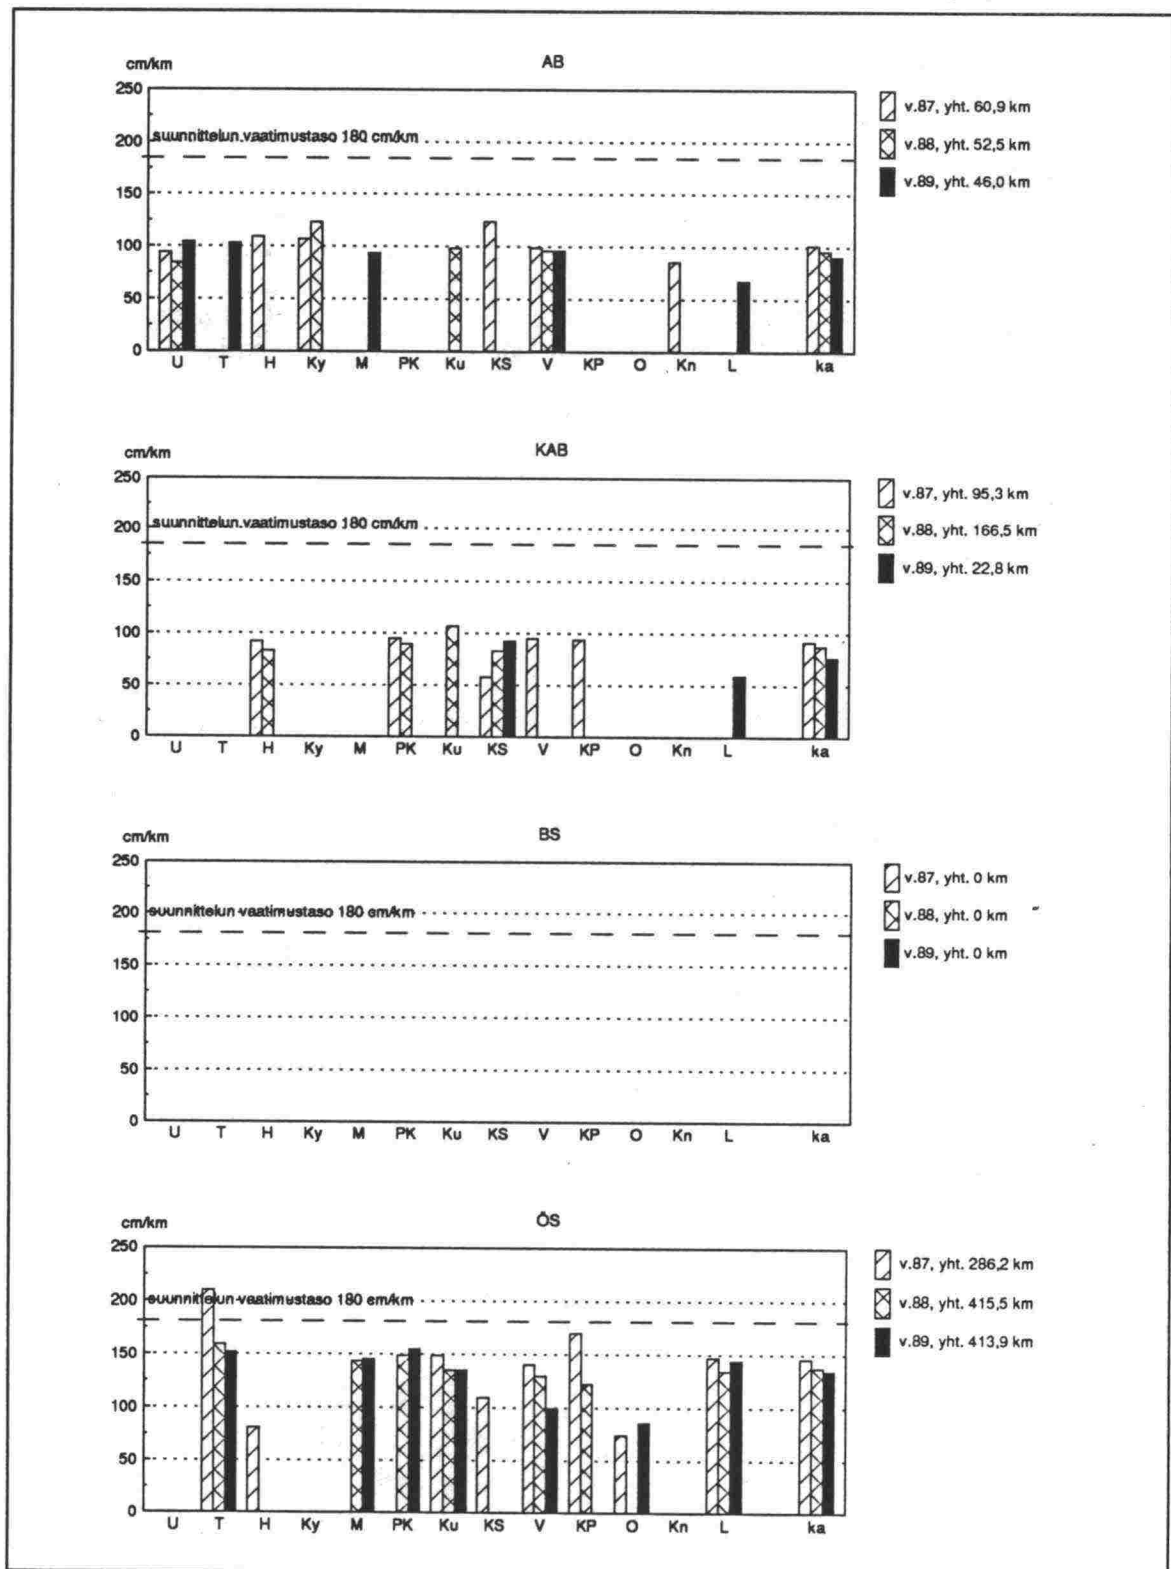 cm/km
AB
250
200
150
100
50
0
suunnittelun vaatimustaso 180 cm/km
U T H Ky M PK Ku KS V KP O Kn L ka
v.87, yht. 60,9 km
v.88, yht. 52,5 km
v.89, yht. 46,0 km
cm/km
KAB
250
200
150
100
50
0
suunnittelun vaatimustaso 180 cm/km
U T H Ky M PK Ku KS V KP O Kn L ka
v.87, yht. 95,3 km
v.88, yht. 166,5 km
v.89, yht. 22,8 km
cm/km
BS
250
200
150
100
50
0
suunnittelun vaatimustaso 180 cm/km
U T H Ky M PK Ku KS V KP O Kn L ka
v.87, yht. 0 km
v.88, yht. 0 km
v.89, yht. 0 km
cm/km
ÖS
250
200
150
100
50
0
suunnittelun vaatimustaso 180 cm/km
U T H Ky M PK Ku KS V KP O Kn L ka
v.87, yht. 286,2 km
v.88, yht. 415,5 km
v.89, yht. 413,9 km